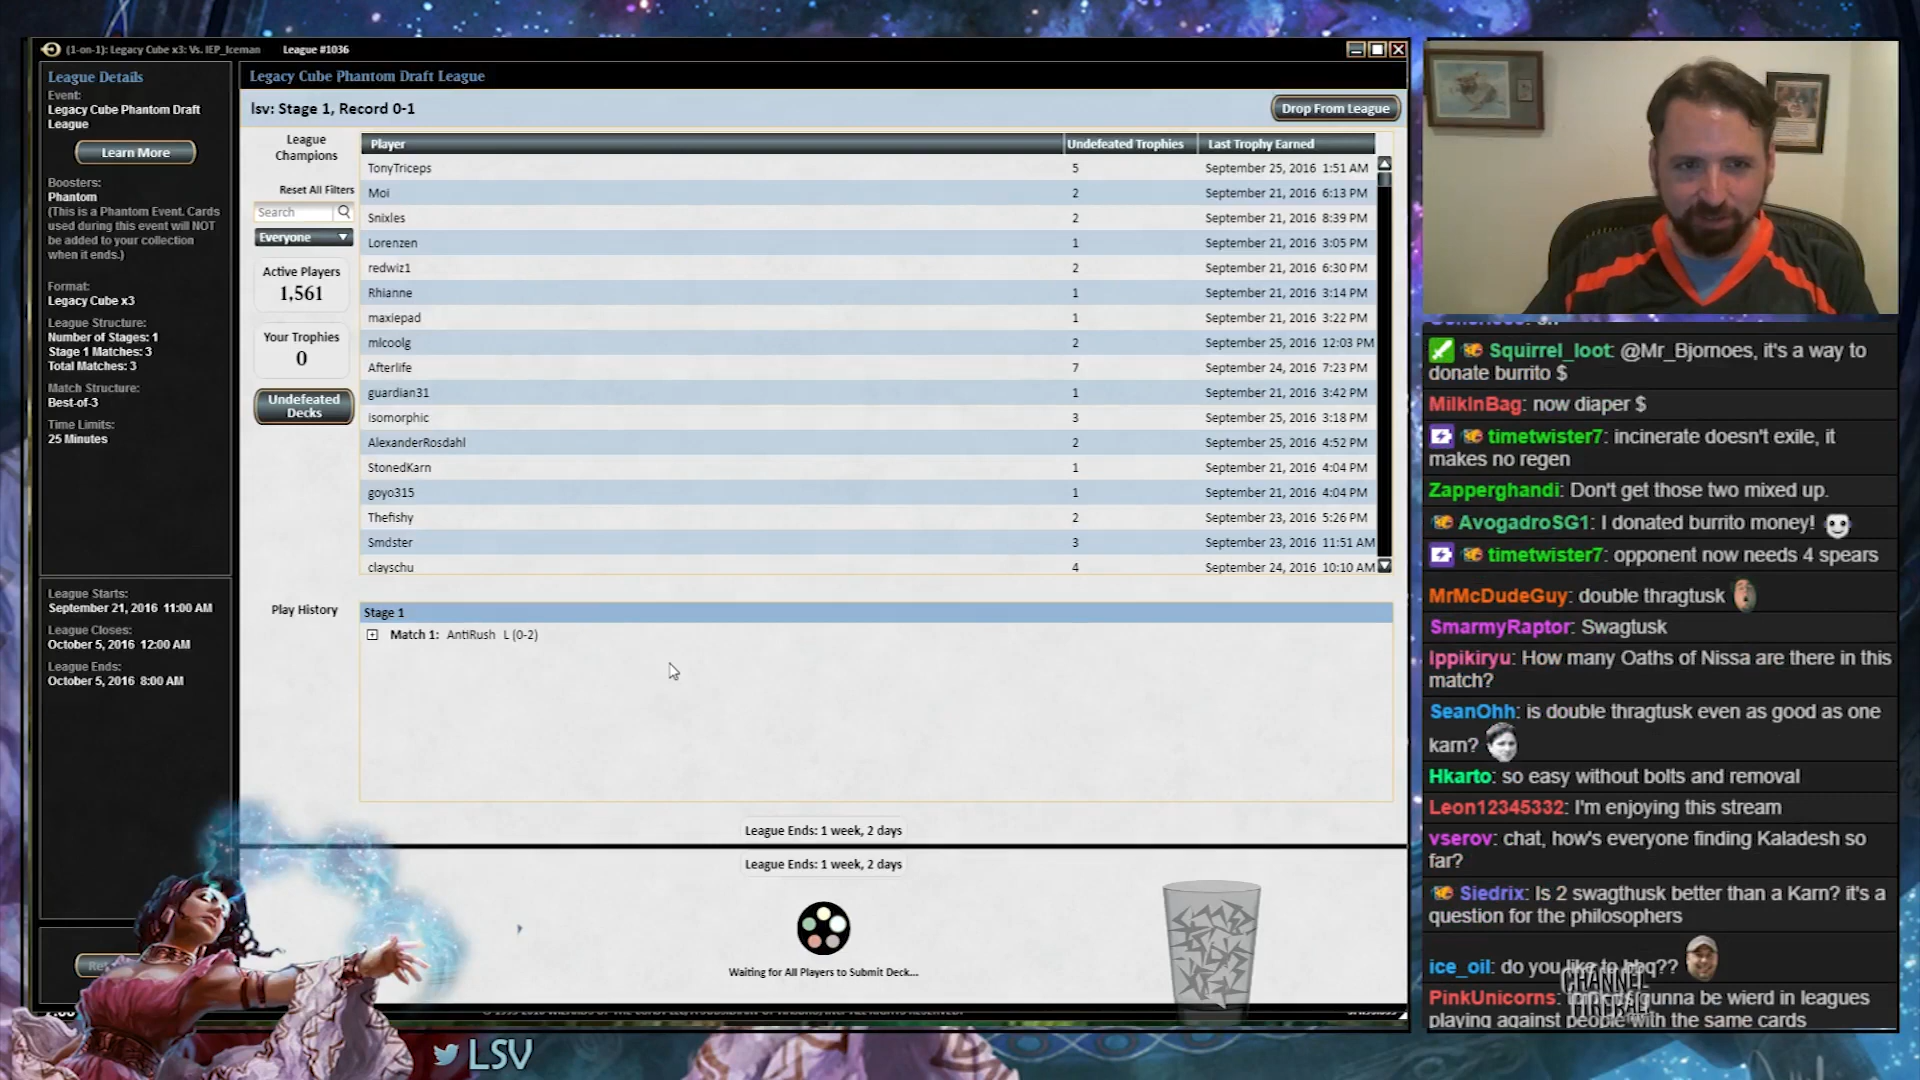 (1-on-1): Legacy Cube x3: Vs. IEP_Iceman League #1036
League Details
Event:
Legacy Cube Phantom Draft
League
Learn More
Boosters:
Phantom
(This is a Phantom Event. Cards
used during this event will NOT
be added to your collection
when it ends.)
Format:
Legacy Cube x3
League Structure:
Number of Stages: 1
Stage 1 Matches: 3
Total Matches: 3
Match Structure:
Best-of-3
Time Limits:
25 Minutes
League Starts:
September 21, 2016 11:00 AM
League Closes:
October 5, 2016 12:00 AM
League Ends:
October 5, 2016 8:00 AM
Legacy Cube Phantom Draft League
lsv: Stage 1, Record 0-1
Drop From League
League
Champions
Reset All Filters
Search
Everyone
Active Players
1,561
Your Trophies
0
Undefeated
Decks
Player Undefeated Trophies Last Trophy Earned
TonyTriceps 5 September 25, 2016 1:51 AM
Moi 2 September 21, 2016 6:13 PM
Snixles 2 September 21, 2016 8:39 PM
Lorenzen 1 September 21, 2016 3:05 PM
redwiz1 2 September 21, 2016 6:30 PM
Rhianne 1 September 21, 2016 3:14 PM
maxiepad 1 September 21, 2016 3:22 PM
mlcoolg 2 September 25, 2016 12:03 PM
Afterlife 7 September 24, 2016 7:23 PM
guardian31 1 September 21, 2016 3:42 PM
isomorphic 3 September 25, 2016 3:18 PM
AlexanderRosdahl 2 September 25, 2016 4:52 PM
StonedKarn 1 September 21, 2016 4:04 PM
goyo315 1 September 21, 2016 4:04 PM
Thefishy 2 September 23, 2016 5:26 PM
Smdster 3 September 23, 2016 11:51 AM
clayschu 4 September 24, 2016 10:10 AM
Play History
Stage 1
Match 1: AntiRush L (0-2)
League Ends: 1 week, 2 days
League Ends: 1 week, 2 days
Waiting for All Players to Submit Deck...
LSV
Squirrel_loot: @Mr_Bjornoes, it's a way to
donate burrito $
MilkInBag: now diaper $
timetwister7: incinerate doesn't exile, it
makes no regen
Zapperghandi: Don't get those two mixed up.
AvogadroSG1: I donated burrito money!
timetwister7: opponent now needs 4 spears
MrMcDudeGuy: double thragtusk
SmarmyRaptor: Swagtusk
Ippikiryu: How many Oaths of Nissa are there in this
match?
SeanOhh: is double thragtusk even as good as one
karn?
Hkarto: so easy without bolts and removal
Leon12345332: I'm enjoying this stream
vserov: chat, how's everyone finding Kaladesh so
far?
Siedrix: Is 2 swagthusk better than a Karn? it's a
question for the philosophers
ice_oil: do you like to bbq??
CHANNEL
FIREBALL
PinkUnicorns: gunna be wierd in leagues
playing against people with the same cards